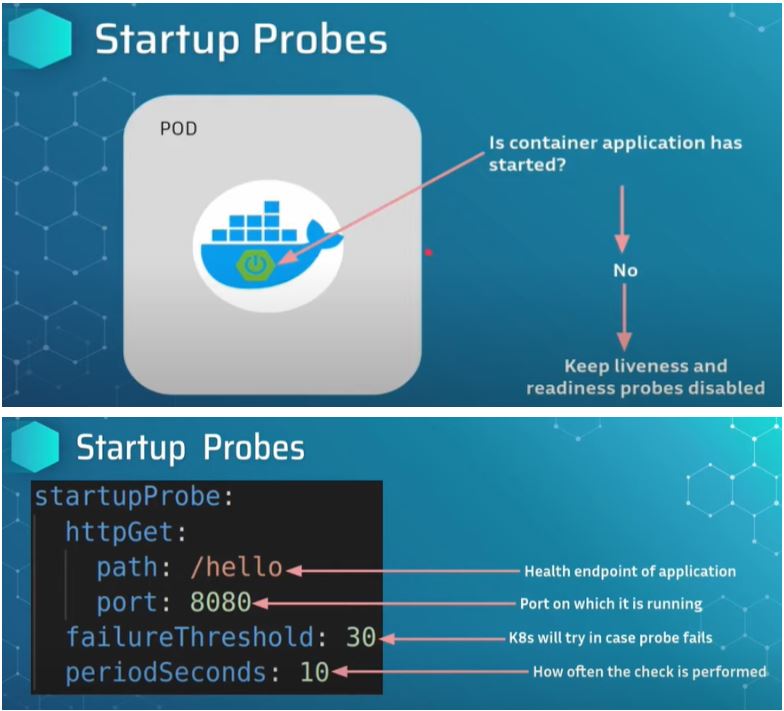 Startup Probes
POD
Is container application has
started?
No
Keep liveness and
readiness probes disabled
Startup Probes
startupProbe:
httpGet:
path: /hello
Health endpoint of application
port: 8080
Port on which it is running
failureThreshold: 30
K8s will try in case probe fails
periodSeconds: 10
How often the check is performed